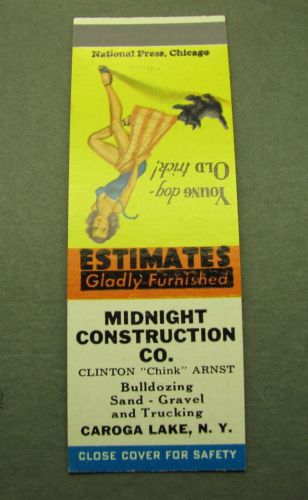 National Press, Chicago
YOUNG dog-
OLD trick!
ESTIMATES
Gladly Furnished
MIDNIGHT
CONSTRUCTION
CO.
CLINTON "Chink" ARNST
Bulldozing
Sand - Gravel
and Trucking
CAROGA LAKE, N. Y.
CLOSE COVER FOR SAFETY